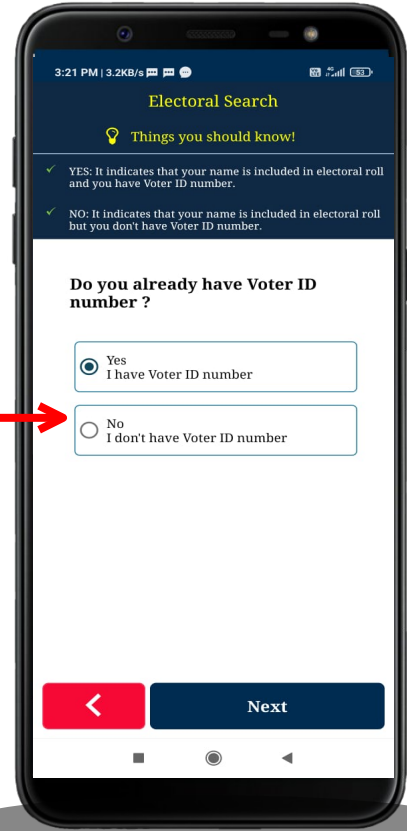 3:21 PM | 3.2KB/s
4G
53
Electoral Search
Things you should know!
YES: It indicates that your name is included in electoral roll
and you have Voter ID number.
NO: It indicates that your name is included in electoral roll
but you don't have Voter ID number.
Do you already have Voter ID
number ?
Yes
I have Voter ID number
No
I don't have Voter ID number
Next